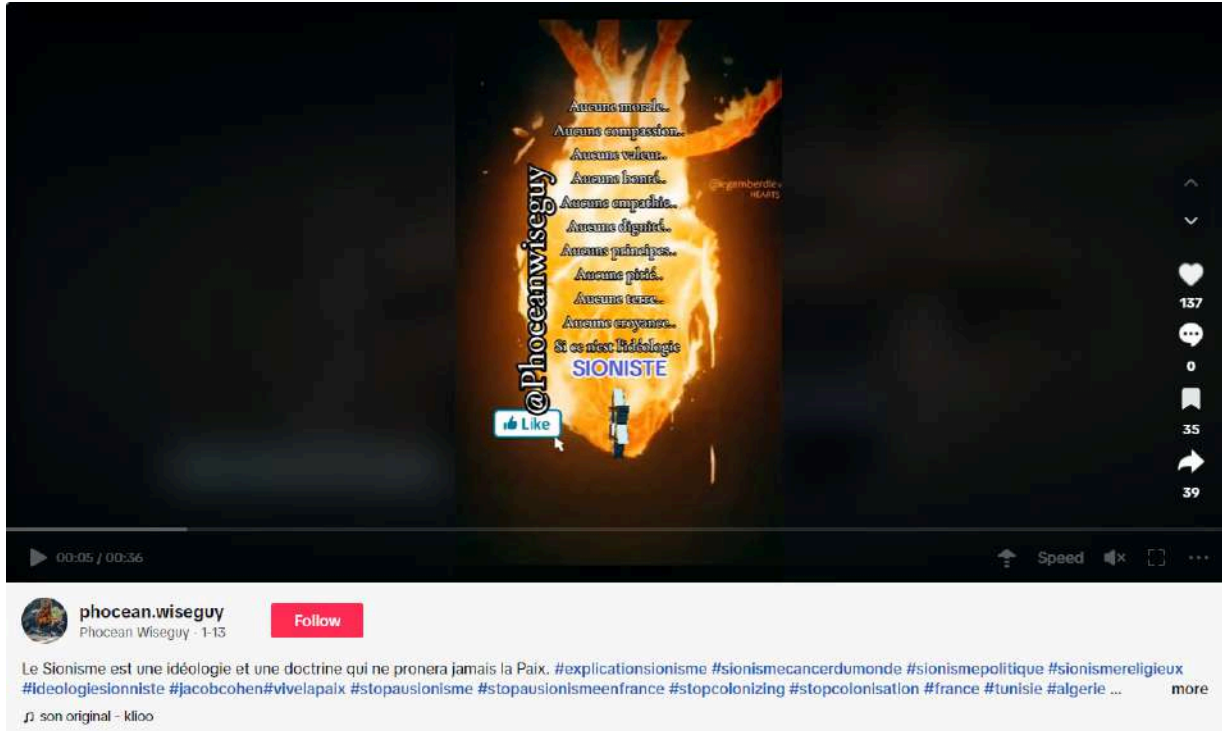 Aucune morale..
Aucune compassion..
Aucune valeur..
Aucune bonté..
Aucune empathie..
Aucune dignité..
Aucuns principes..
Aucune pitié..
Aucune terre..
Aucune croyance..
Si ce n'est l'idéologie
SIONISTE
@Phoceanwiseguy
HEARTS
Like
137
0
35
39
00:05 / 00:36
Speed
phocean.wiseguy
Phocean Wiseguy · 1-13
Follow
Le Sionisme est une idéologie et une doctrine qui ne pronera jamais la Paix. #explicationsionisme #sionismecancerdumonde #sionismepolitique #sionismereligieux
#ideologiesionniste #jacobcohen#vivelapaix #stopausionisme #stopausionismeenfrance #stopcolonizing #stopcolonisation #france #tunisie #algerie ... more
son original - klioo